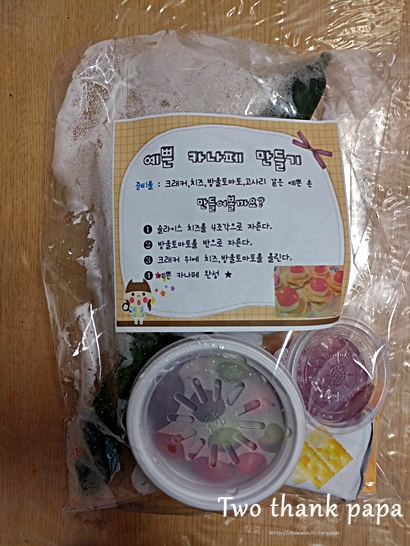 예쁜 카나페 만들기
준비물 : 크래커,치즈,방울토마토,고사리 같은 예쁜 손
만들어볼까요?
1 슬라이스 치즈를 4조각으로 자른다.
2 방울토마토를 반으로 자른다.
3 크래커 위에 치즈,방울토마토를 올린다.
4 ★예쁜 카나페 완성 ★
Two thank papa